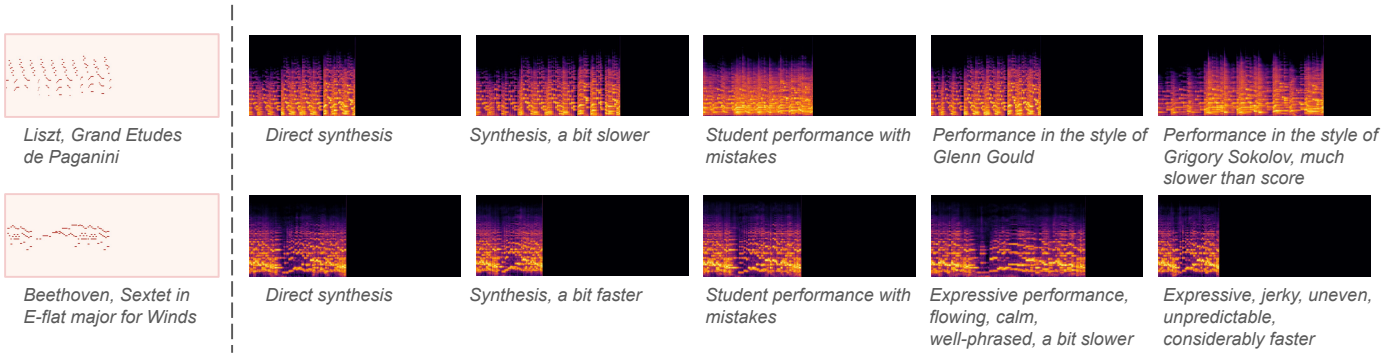 Liszt, Grand Etudes
de Paganini
Direct synthesis
Synthesis, a bit slower
Student performance with
mistakes
Performance in the style of
Glenn Gould
Performance in the style of
Grigory Sokolov, much
slower than score
Beethoven, Sextet in
E-flat major for Winds
Direct synthesis
Synthesis, a bit faster
Student performance with
mistakes
Expressive performance,
flowing, calm,
well-phrased, a bit slower
Expressive, jerky, uneven,
unpredictable,
considerably faster